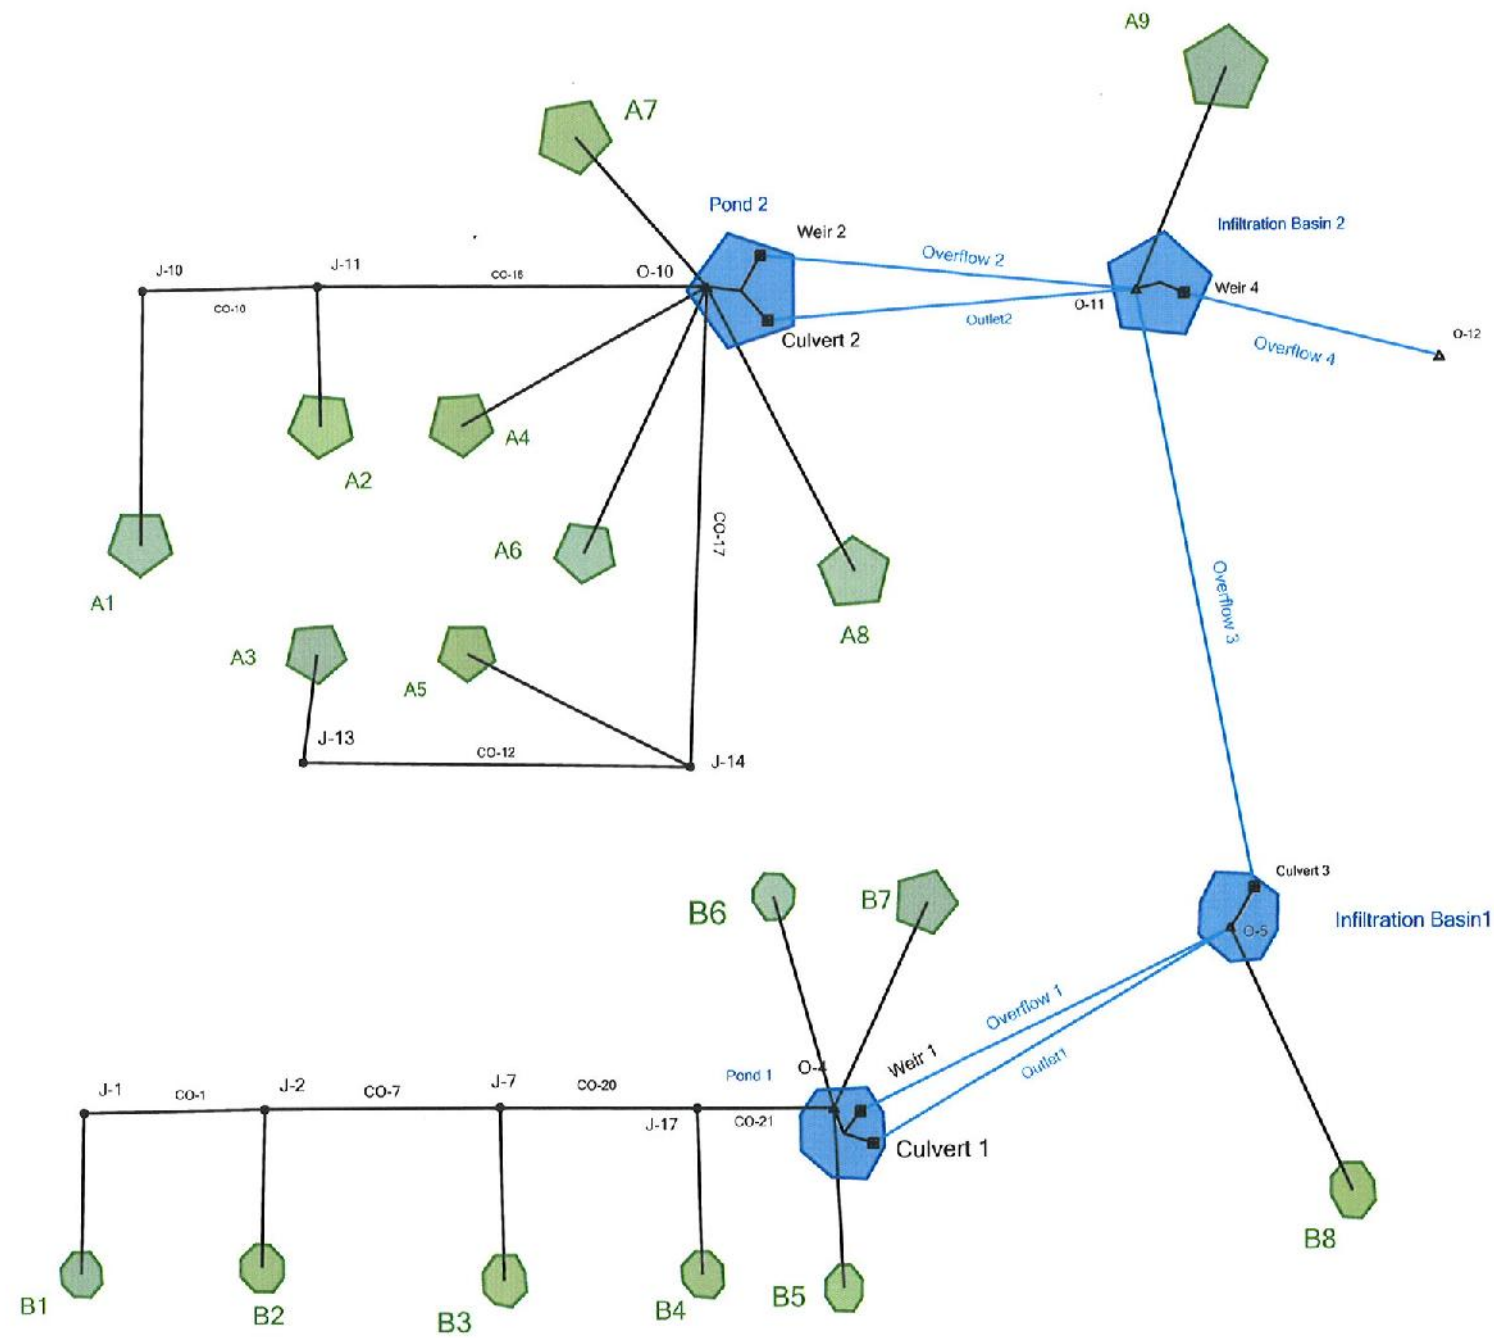 A9
A7
Pond 2
Weir 2
Infiltration Basin 2
Overflow 2
J-10
J-11
CO-16
O-10
CO-10
Weir 4
O-11
Outlet2
Culvert 2
O-12
Overflow 4
A4
A2
CO-17
A6
A1
Overflow 3
A8
A3
A5
J-13
CO-12
J-14
Culvert 3
B6
B7
Infiltration Basin1
O-5
Overflow 1
Weir 1
Outlet1
O-4
Pond 1
J-1
CO-1
J-2
CO-7
J-7
CO-20
J-17
CO-21
Culvert 1
B8
B1
B2
B3
B4
B5